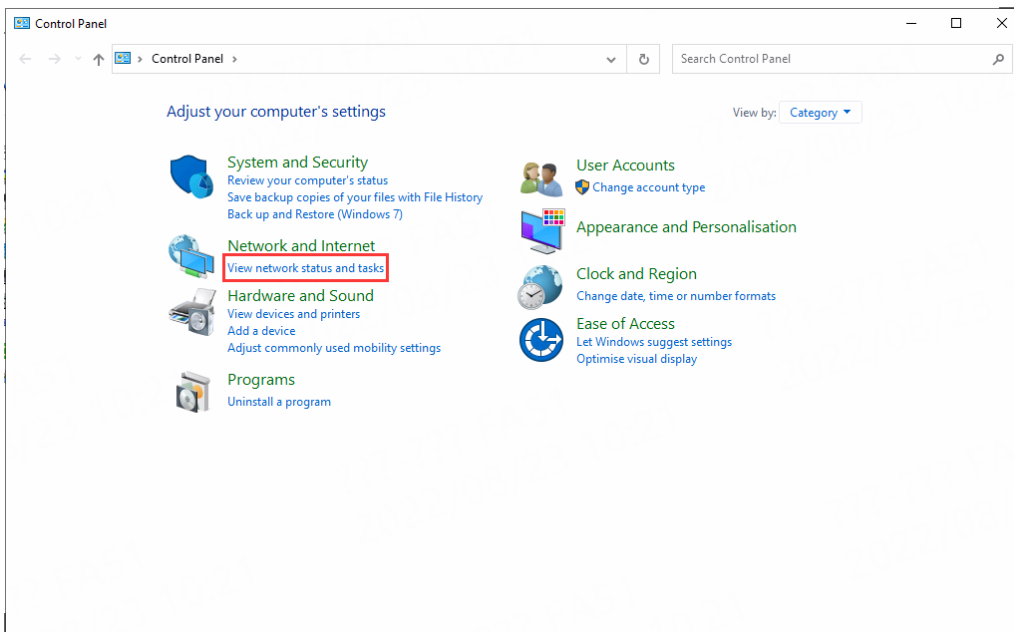 Control Panel
Control Panel
Search Control Panel
Adjust your computer's settings
View by: Category
System and Security
Review your computer's status
Save backup copies of your files with File History
Back up and Restore (Windows 7)
Network and Internet
View network status and tasks
Hardware and Sound
View devices and printers
Add a device
Adjust commonly used mobility settings
Programs
Uninstall a program
User Accounts
Change account type
Appearance and Personalisation
Clock and Region
Change date, time or number formats
Ease of Access
Let Windows suggest settings
Optimise visual display